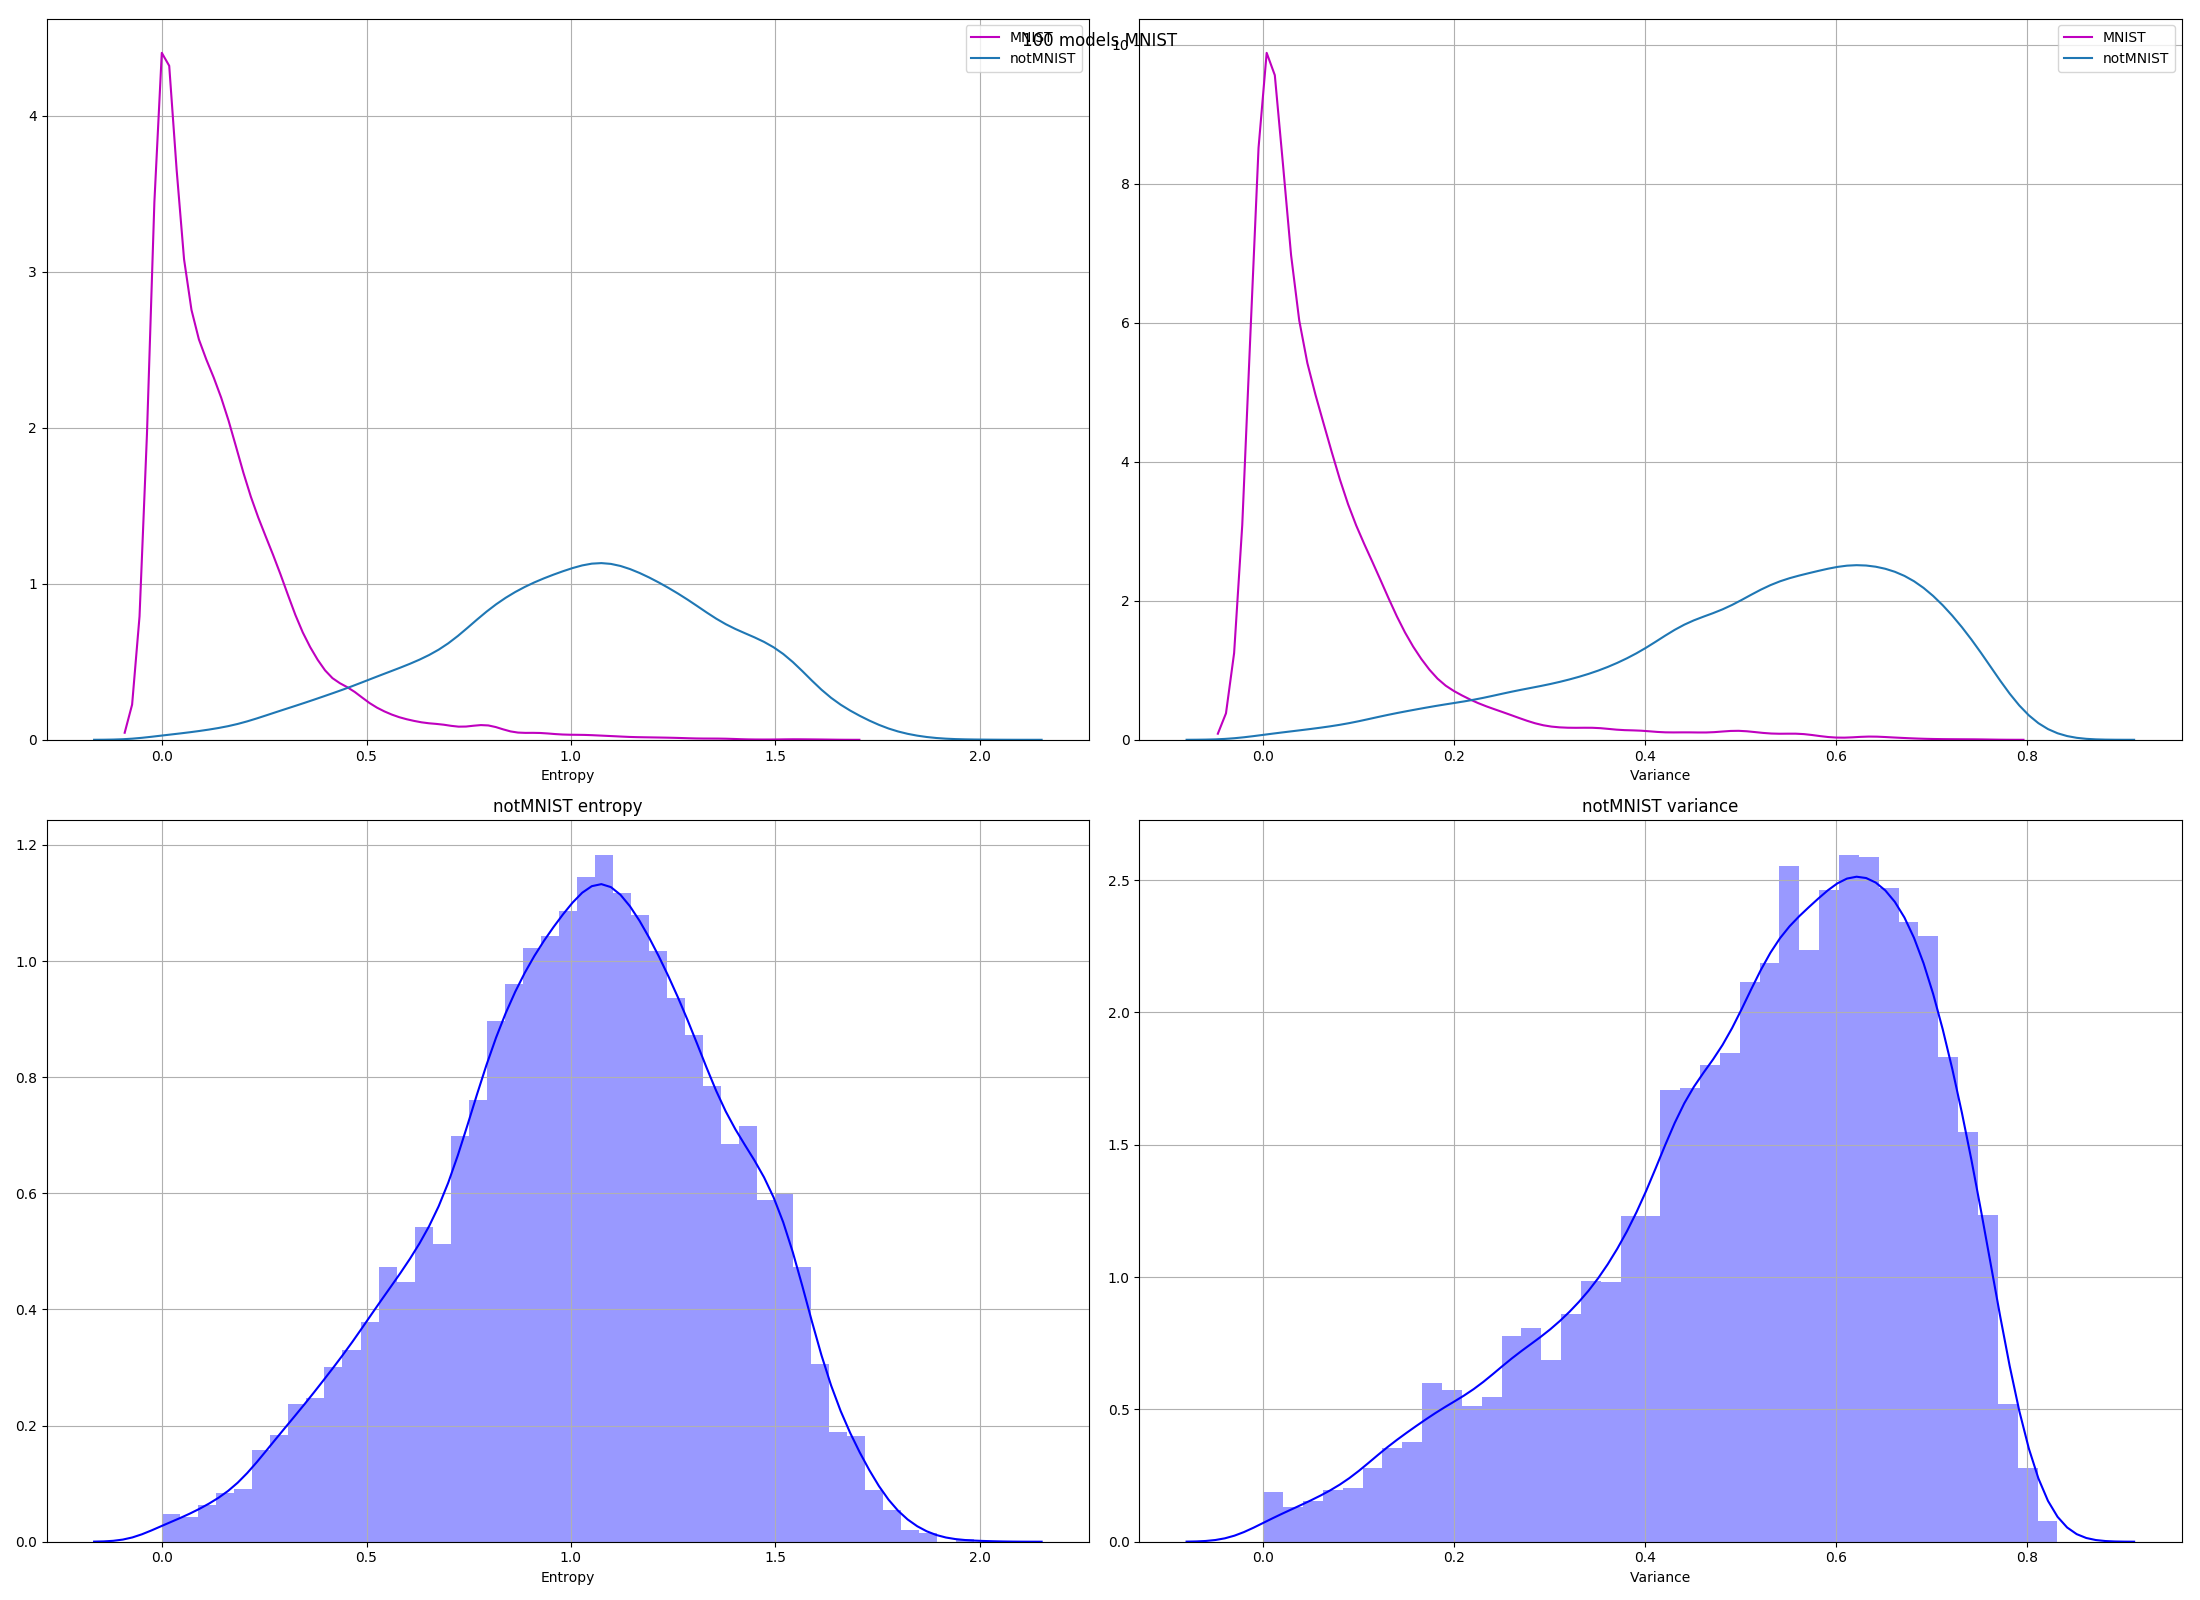 100 models MNIST
MNIST
notMNIST
4
3
2
1
0
0.0 0.5 1.0 1.5 2.0
Entropy
MNIST
notMNIST
10
8
6
4
2
0
0.0 0.2 0.4 0.6 0.8
Variance
notMNIST entropy
1.2
1.0
0.8
0.6
0.4
0.2
0.0
0.0 0.5 1.0 1.5 2.0
Entropy
notMNIST variance
2.5
2.0
1.5
1.0
0.5
0.0
0.0 0.2 0.4 0.6 0.8
Variance